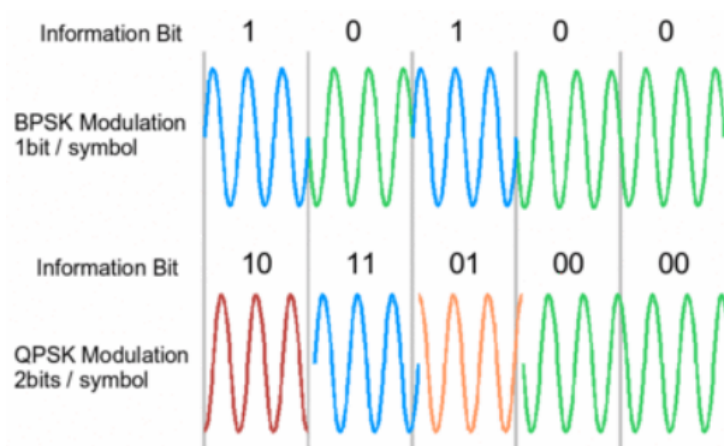 Information Bit 1 0 1 0 0
BPSK Modulation
1bit / symbol
Information Bit 10 11 01 00 00
QPSK Modulation
2bits / symbol